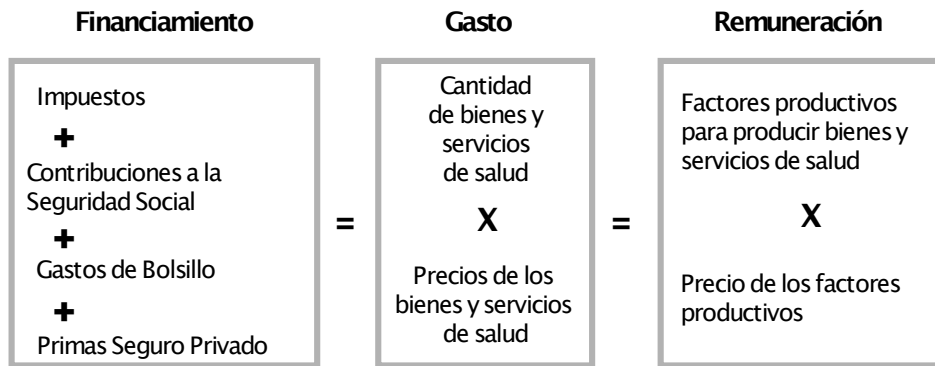 Financiamiento
Impuestos
+
Contribuciones a la
Seguridad Social
+
Gastos de Bolsillo
+
Primas Seguro Privado
=
Gasto
Cantidad
de bienes y
servicios
de salud
X
Precios de los
bienes y servicios
de salud
=
Remuneración
Factores productivos
para producir bienes y
servicios de salud
X
Precio de los factores
productivos